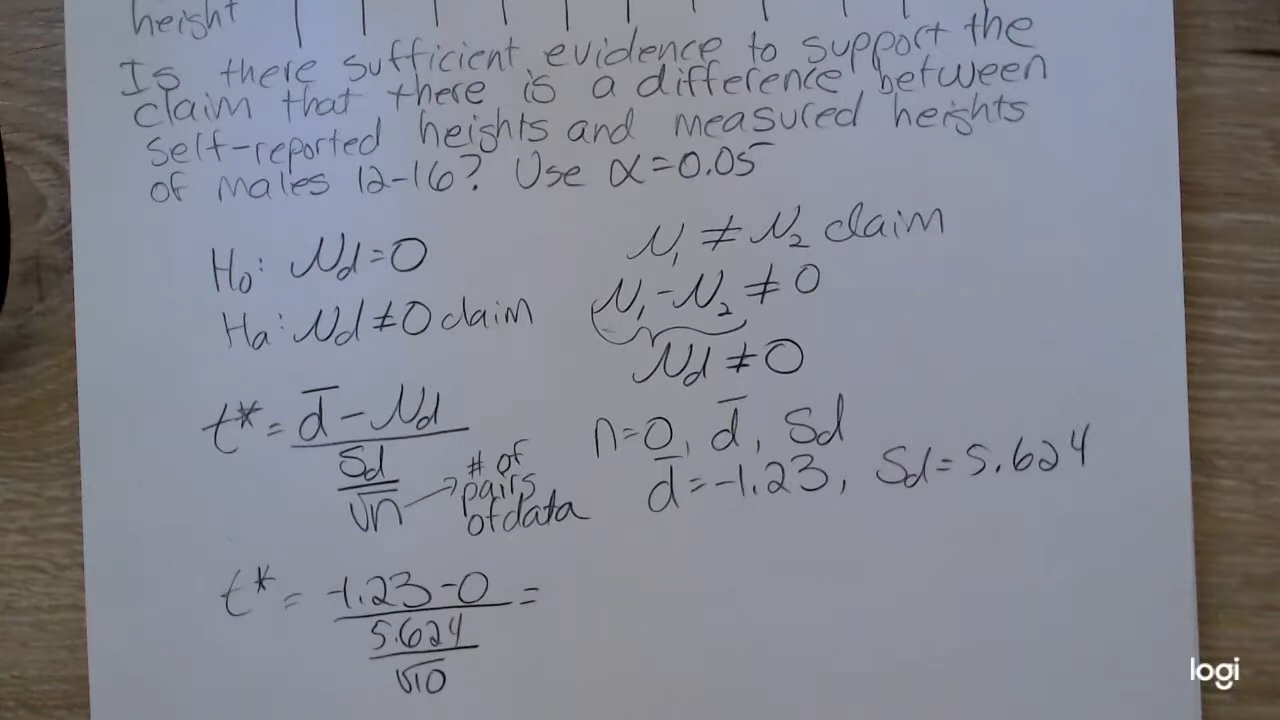 height
Is there sufficient evidence to support the
claim that there is a difference between
self-reported heights and measured heights
of males 12-16? Use α=0.05
H₀: μd=0
Ha: μd≠0 claim
μ₁ ≠ μ₂ claim
μ₁-μ₂ ≠ 0
μd ≠ 0
t* = d̄ - μd / Sd/√n
# of
pairs
of data
n=0, d̄, Sd
d̄=-1.23, Sd=5.624
t* = -1.23-0 / 5.624/√10 =
logi